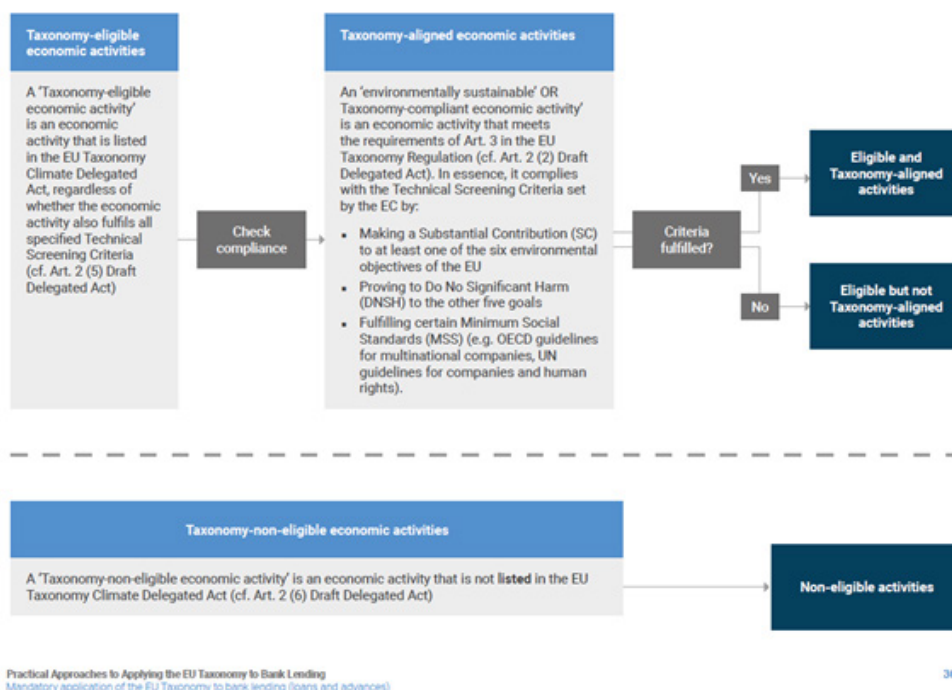 Taxonomy-eligible
economic activities
A 'Taxonomy-eligible
economic activity'
is an economic
activity that is listed
in the EU Taxonomy
Climate Delegated
Act, regardless of
whether the economic
activity also fulfils all
specified Technical
Screening Criteria
(cf. Art. 2 (5) Draft
Delegated Act)
Check
compliance
Taxonomy-aligned economic activities
An 'environmentally sustainable' OR
Taxonomy-compliant economic activity'
is an economic activity that meets
the requirements of Art. 3 in the EU
Taxonomy Regulation (cf. Art. 2 (2) Draft
Delegated Act). In essence, it complies
with the Technical Screening Criteria set
by the EC by:
• Making a Substantial Contribution (SC)
to at least one of the six environmental
objectives of the EU
• Proving to Do No Significant Harm
(DNSH) to the other five goals
• Fulfilling certain Minimum Social
Standards (MSS) (e.g. OECD guidelines
for multinational companies, UN
guidelines for companies and human
rights).
Criteria
fulfilled?
Yes
Eligible and
Taxonomy-aligned
activities
No
Eligible but not
Taxonomy-aligned
activities
Taxonomy-non-eligible economic activities
A 'Taxonomy-non-eligible economic activity' is an economic activity that is not listed in the EU
Taxonomy Climate Delegated Act (cf. Art. 2 (6) Draft Delegated Act)
Non-eligible activities
Practical Approaches to Applying the EU Taxonomy to Bank Lending
Mandatory application of the EU Taxonomy to bank lending (loans and advances)